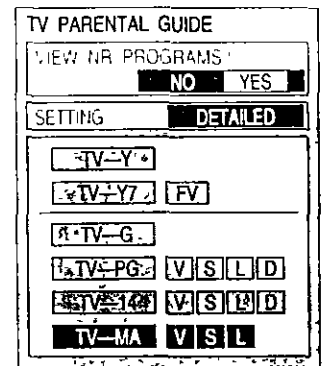 TV PARENTAL GUIDE
VIEW NR PROGRAMS
NO YES
SETTING DETAILED
TV-Y
TV-Y7 FV
TV-G
TV-PG V S L D
TV-14 V S L D
TV-MA V S L